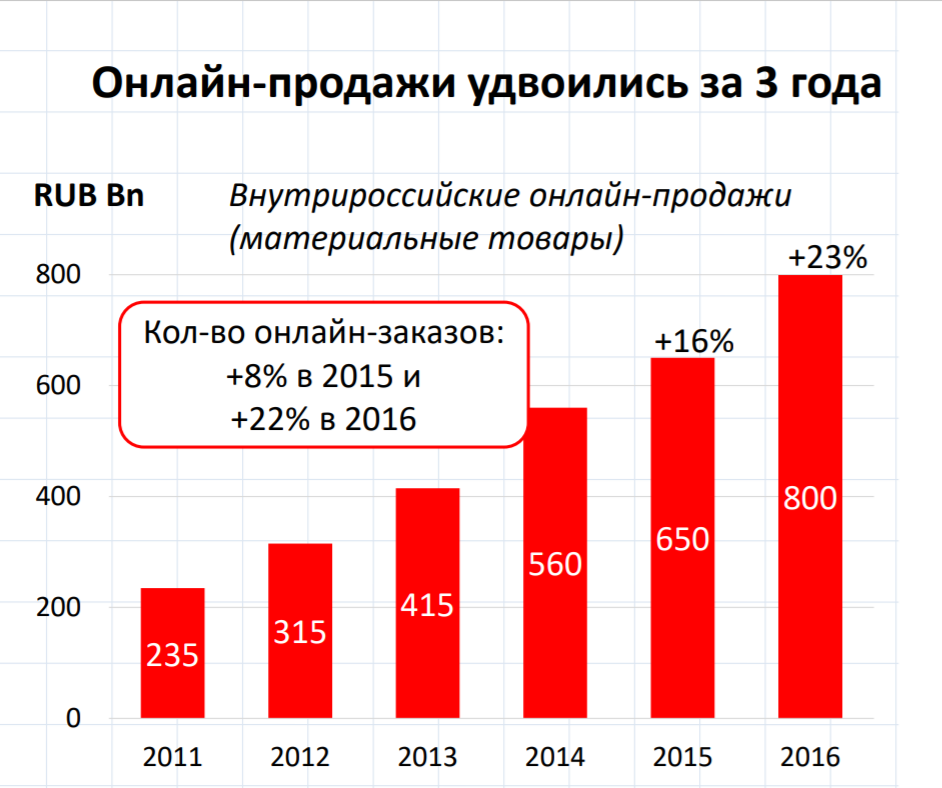 Онлайн-продажи удвоились за 3 года
RUB Bn
Внутрироссийские онлайн-продажи
(материальные товары)
+23%
800
Кол-во онлайн-заказов:
+8% в 2015 и
+22% в 2016
+16%
600
400
200
0
235
315
415
560
650
800
2011
2012
2013
2014
2015
2016